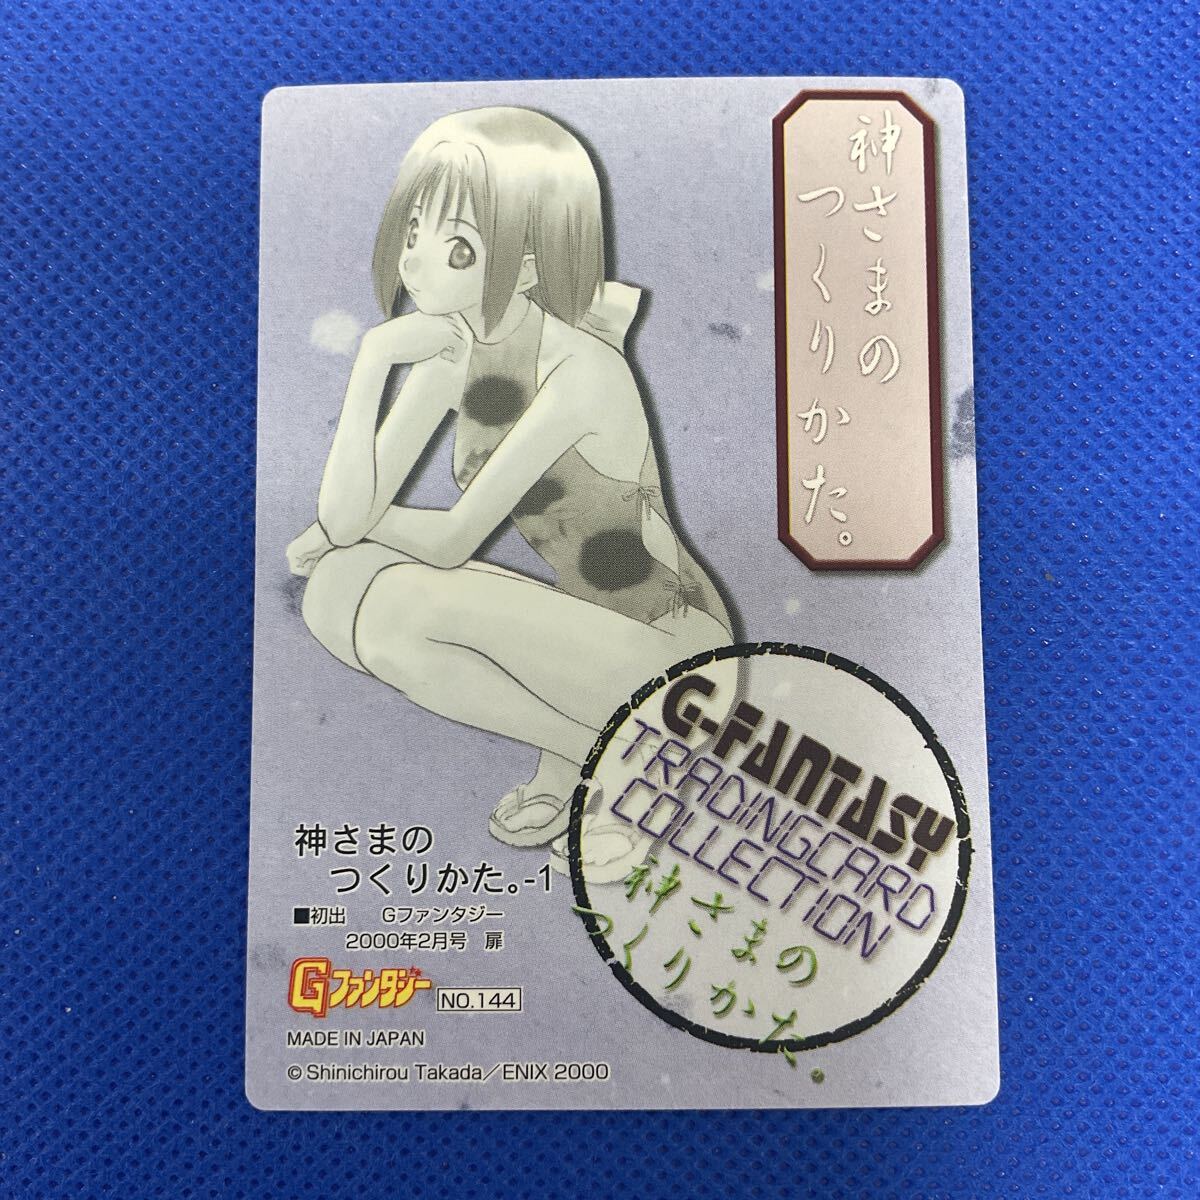 神さまの
つくりかた。
G-FANTASY
TRADINGCARD
COLLECTION
神さまの
つくりかた。
神さまの
つくりかた。-1
■初出 Gファンタジー
2000年2月号 扉
Gファンタジー NO.144
MADE IN JAPAN
© Shinichirou Takada／ENIX 2000